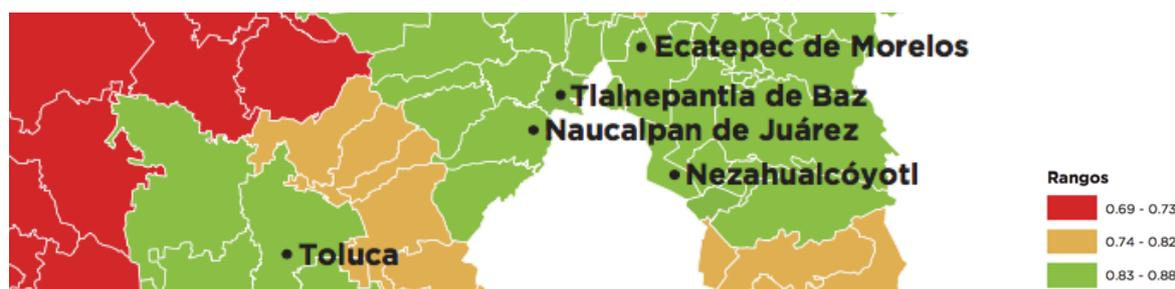 Ecatepec de Morelos
Tlalnepantla de Baz
Naucalpan de Juárez
Nezahualcóyotl
Toluca
Rangos
0.69 - 0.73
0.74 - 0.82
0.83 - 0.88